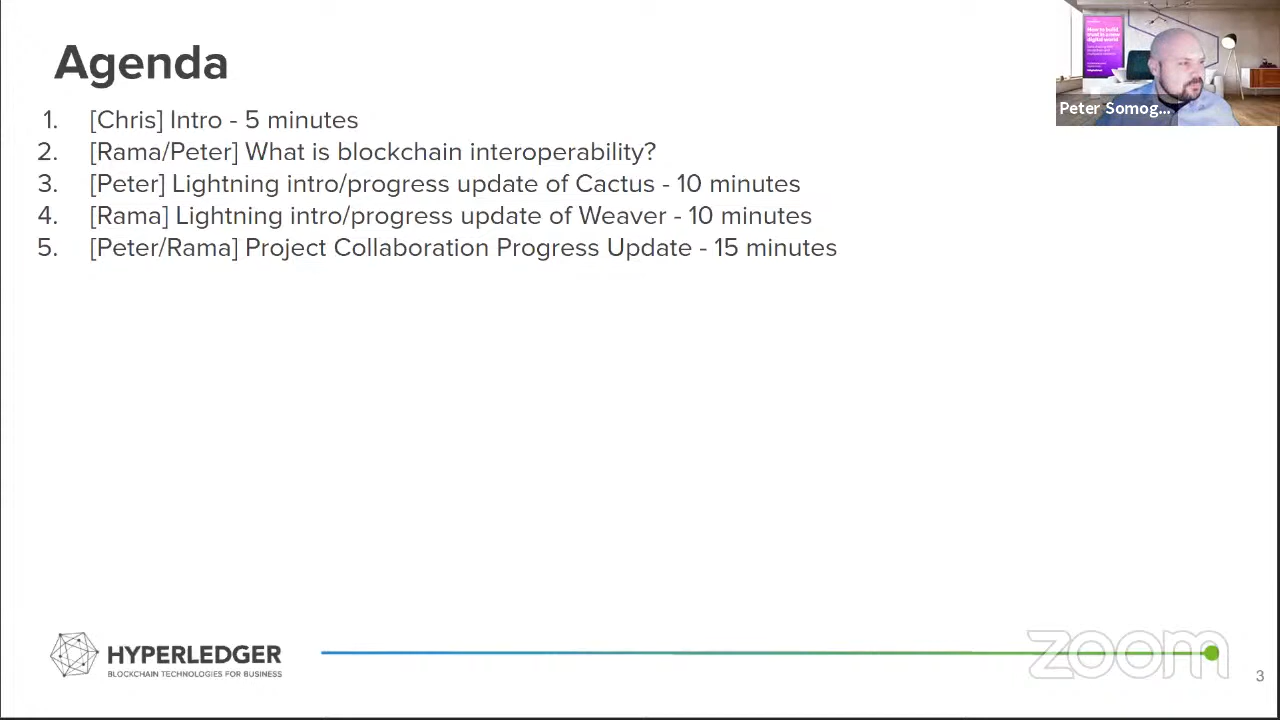 Agenda
1. [Chris] Intro - 5 minutes
2. [Rama/Peter] What is blockchain interoperability?
3. [Peter] Lightning intro/progress update of Cactus - 10 minutes
4. [Rama] Lightning intro/progress update of Weaver - 10 minutes
5. [Peter/Rama] Project Collaboration Progress Update - 15 minutes
Peter Somog...
HYPERLEDGER
BLOCKCHAIN TECHNOLOGIES FOR BUSINESS
zoom
3